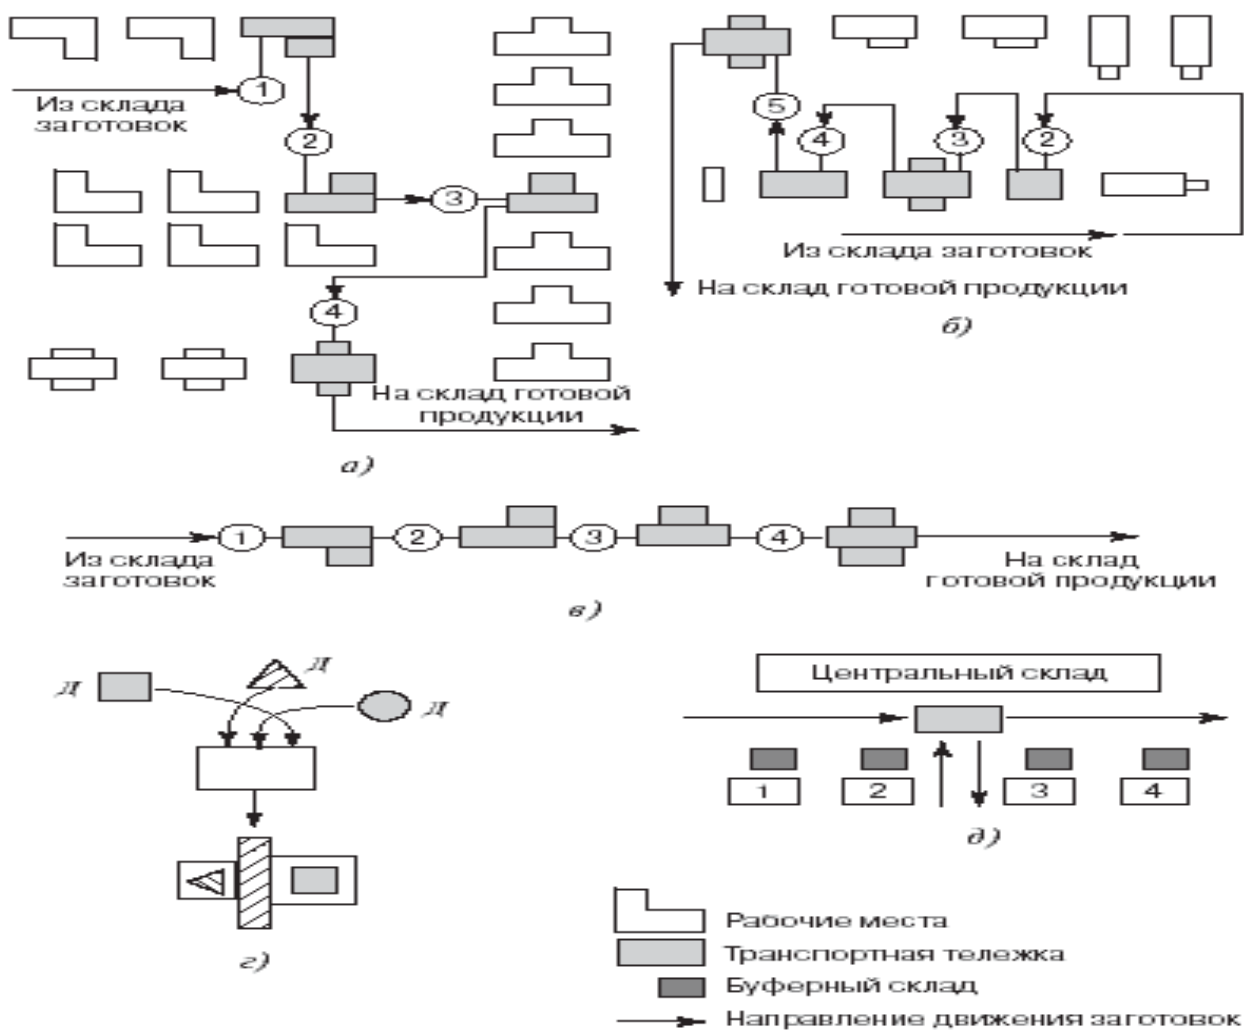 1
Из склада
заготовок
2
3
4
На склад готовой
продукции
а)
5
4
3
2
Из склада заготовок
На склад готовой продукции
б)
Из склада
заготовок
1
2
3
4
На склад
готовой продукции
в)
Д
Д
Д
г)
Центральный склад
1
2
3
4
д)
Рабочие места
Транспортная тележка
Буферный склад
Направление движения заготовок